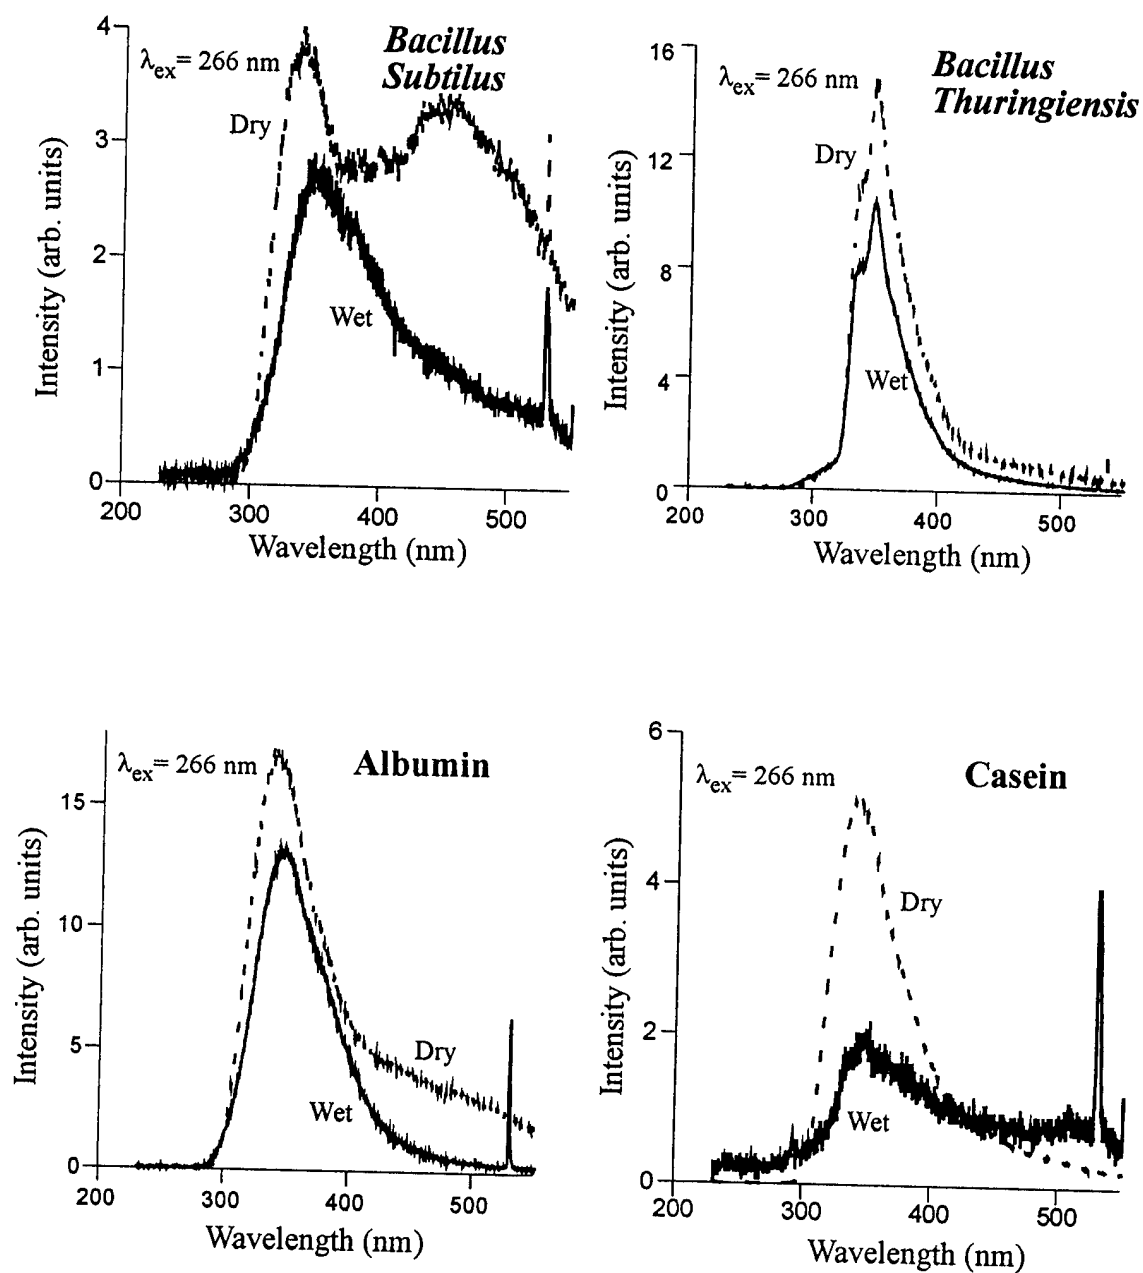 4
λex= 266 nm
Bacillus
Subtilus
Dry
3
2
Wet
1
0
200
300
400
500
Intensity (arb. units)
Wavelength (nm)
16
λex= 266 nm
Bacillus
Thuringiensis
Dry
12
8
Wet
4
0
200
300
400
500
Intensity (arb. units)
Wavelength (nm)
λex= 266 nm
Albumin
15
10
5
Dry
Wet
0
200
300
400
500
Intensity (arb. units)
Wavelength (nm)
6
λex= 266 nm
Casein
4
Dry
2
Wet
0
200
300
400
500
Intensity (arb. units)
Wavelength (nm)